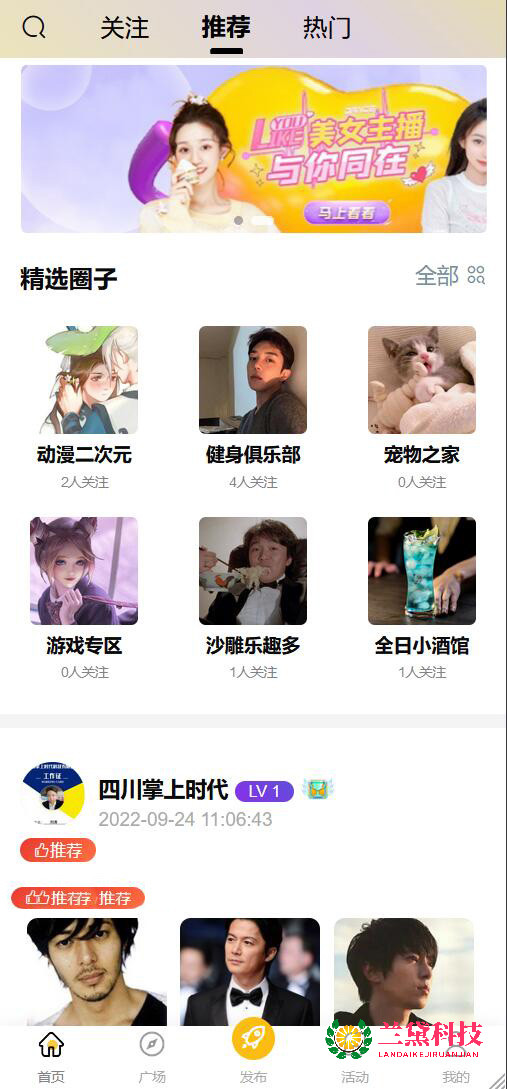 关注 推荐 热门
YOU
LIKE 美女主播
与你同在
马上看看
精选圈子 全部
动漫二次元 健身俱乐部 宠物之家
2人关注 4人关注 0人关注
游戏专区 沙雕乐趣多 全日小酒馆
0人关注 1人关注 1人关注
工作证
四川掌上时代 LV 1
2022-09-24 11:06:43
推荐
推荐荐 / 推荐
兰黛科技
LANDAIKEJIRUANJIAN
首页 广场 发布 活动 我的